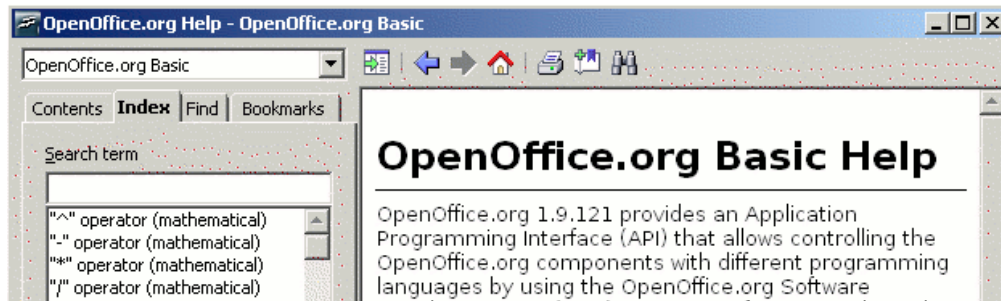 OpenOffice.org Help - OpenOffice.org Basic
OpenOffice.org Basic
Contents Index Find Bookmarks
Search term
"^" operator (mathematical)
"-" operator (mathematical)
"*" operator (mathematical)
"/" operator (mathematical)
OpenOffice.org Basic Help
OpenOffice.org 1.9.121 provides an Application
Programming Interface (API) that allows controlling the
OpenOffice.org components with different programming
languages by using the OpenOffice.org Software